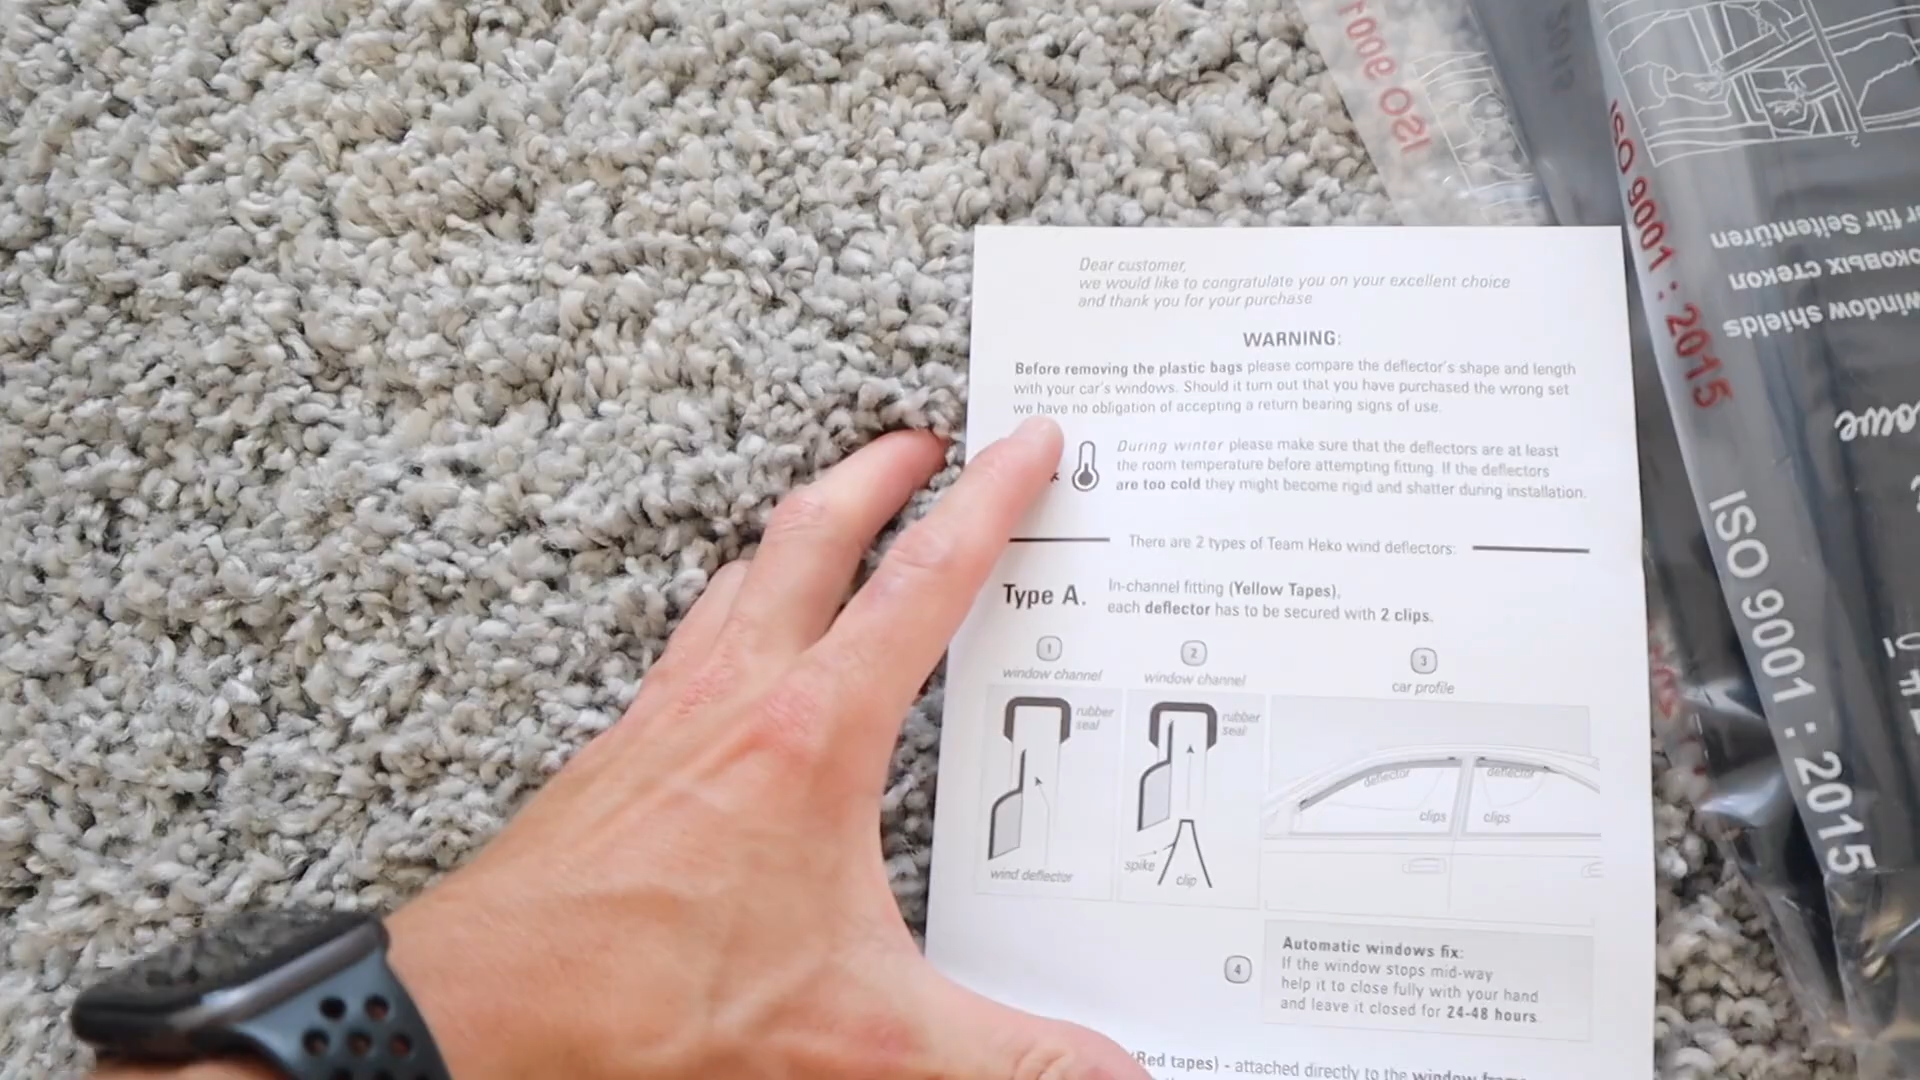 Dear customer,
we would like to congratulate you on your excellent choice
and thank you for your purchase
WARNING:
Before removing the plastic bags please compare the deflector's shape and length
with your car's windows. Should it turn out that you have purchased the wrong set
we have no obligation of accepting a return bearing signs of use.
During winter please make sure that the deflectors are at least
the room temperature before attempting fitting. If the deflectors
are too cold they might become rigid and shatter during installation.
There are 2 types of Team Heko wind deflectors:
Type A.
In-channel fitting (Yellow Tapes),
each deflector has to be secured with 2 clips.
1
window channel
rubber
seal
wind deflector
2
window channel
rubber
seal
spike
clip
3
car profile
deflector
deflector
clips
clips
4
Automatic windows fix:
If the window stops mid-way
help it to close fully with your hand
and leave it closed for 24-48 hours
(Red tapes) - attached directly to the window
ISO 9001
2015
ISO 9001 : 2015
r für Seitentüren
оковых стекол
window shields
ISO 9001 : 2015